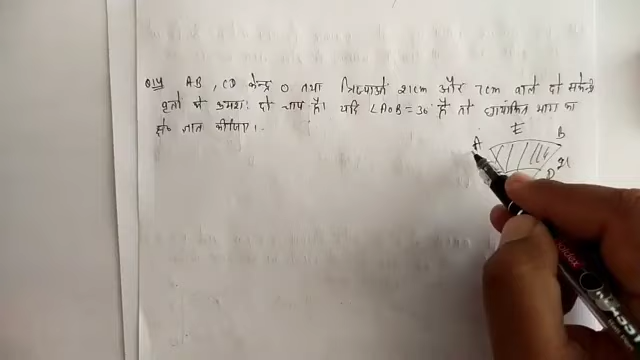 Q14 AB, CD केन्द्र O तथा त्रिज्याओं 21cm और 7cm वाले दो संकेन्द्री
वृतो के क्रमश: दो चाप है। यदि ∠AOB = 30° है तो छायांकित भाग का
क्षे० ज्ञात कीजिए।
E
A B
21
D